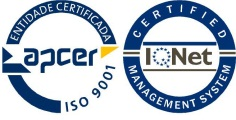 ENTIDADE CERTIFICADA
apcer
ISO 9001
CERTIFIED
IQNet
MANAGEMENT SYSTEM